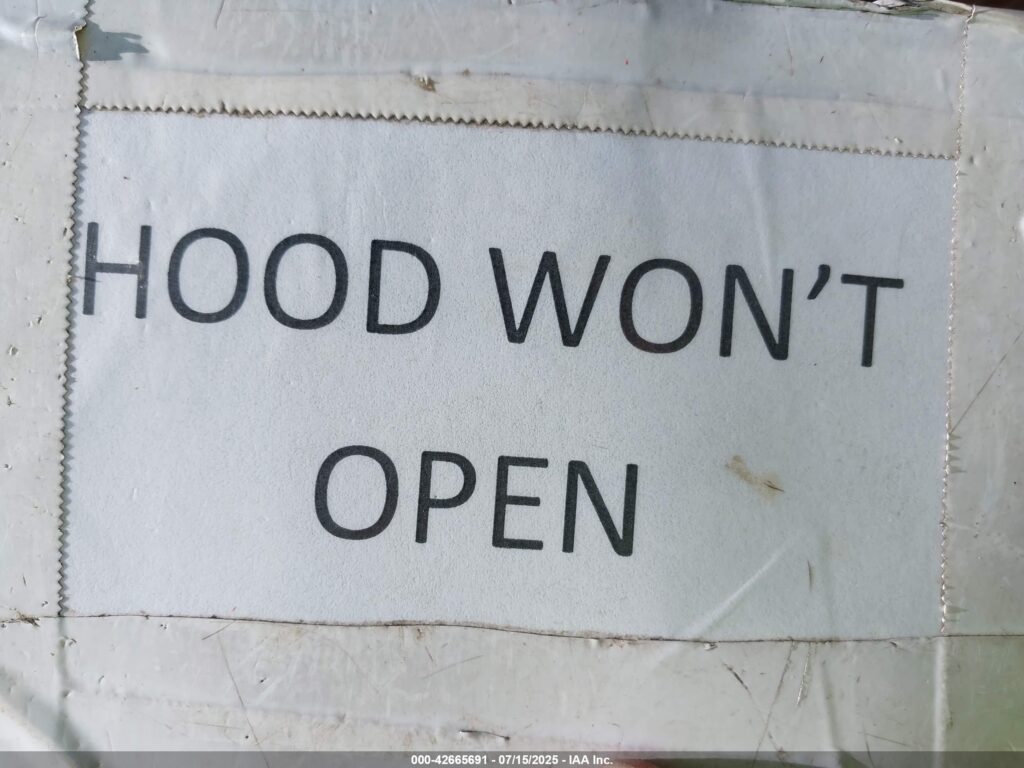 HOOD WON’T
OPEN
000-42665691 - 07/15/2025 - IAA Inc.